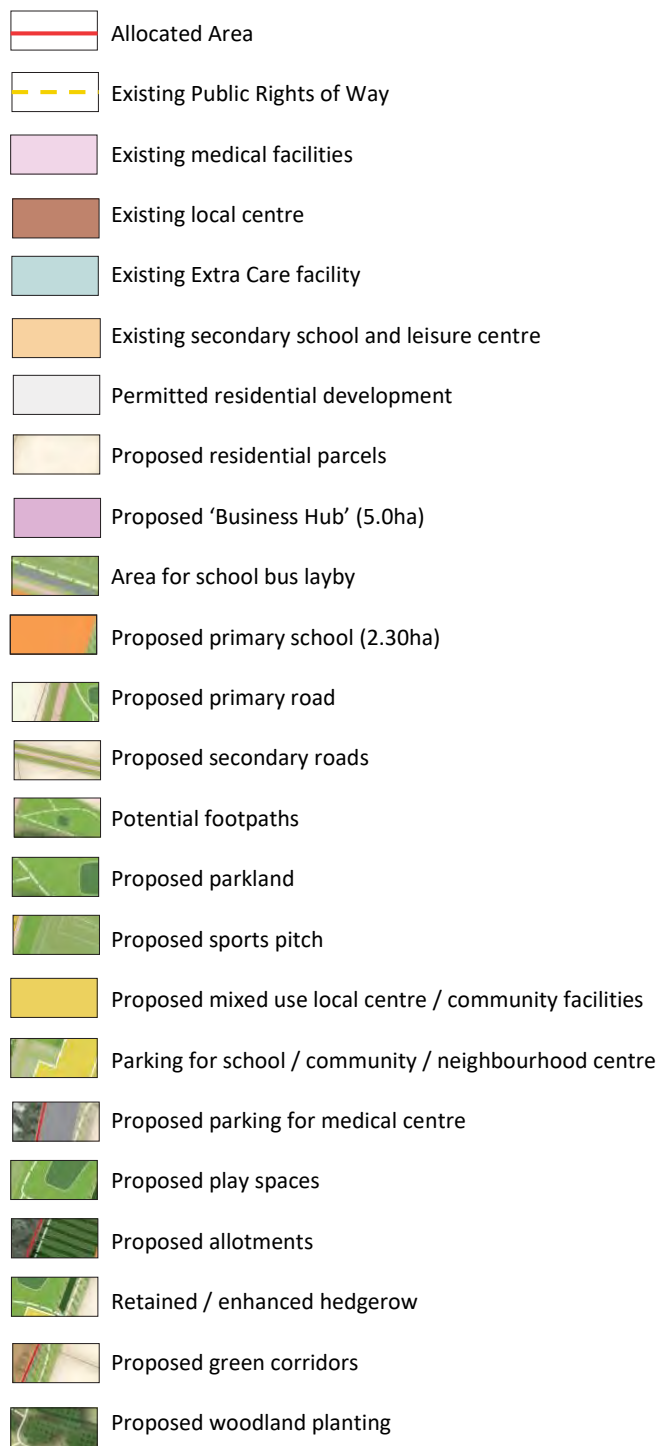 Allocated Area
Existing Public Rights of Way
Existing medical facilities
Existing local centre
Existing Extra Care facility
Existing secondary school and leisure centre
Permitted residential development
Proposed residential parcels
Proposed ‘Business Hub’ (5.0ha)
Area for school bus layby
Proposed primary school (2.30ha)
Proposed primary road
Proposed secondary roads
Potential footpaths
Proposed parkland
Proposed sports pitch
Proposed mixed use local centre / community facilities
Parking for school / community / neighbourhood centre
Proposed parking for medical centre
Proposed play spaces
Proposed allotments
Retained / enhanced hedgerow
Proposed green corridors
Proposed woodland planting